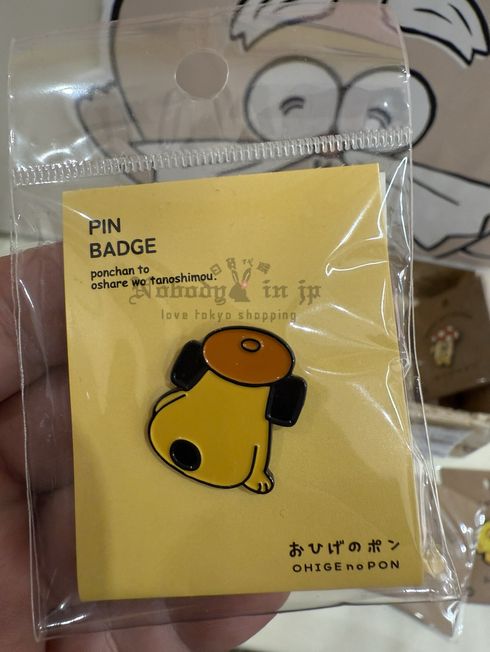 PIN
BADGE
ponchan to
oshare wo tanoshimou.
Nobody in jp
love tokyo shopping
おひげのポン
OHIGE no PON